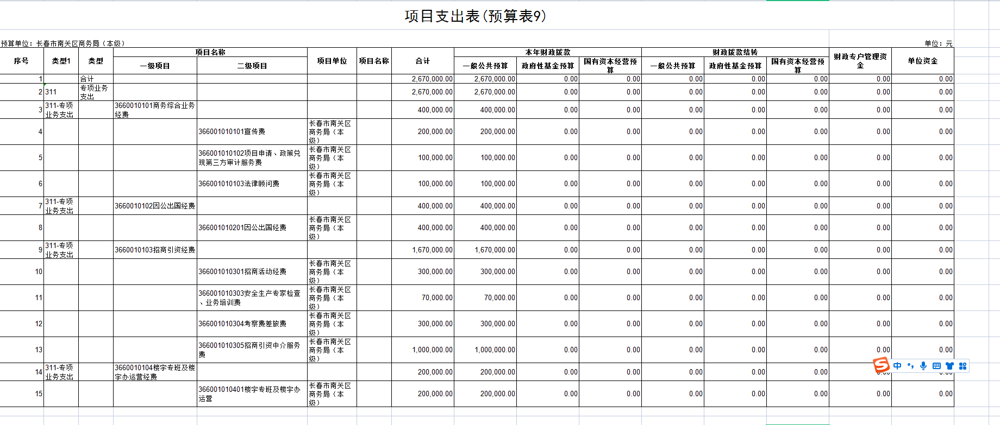 项目支出表(预算表9)
预算单位：长春市南关区商务局（本级） 单位：元
序号 类型1 类型 项目名称 项目单位 项目名称 合计 本年财政拨款 财政拨款结转 财政专户管理资金 单位资金
一级项目 二级项目 一般公共预算 政府性基金预算 国有资本经营预算 一般公共预算 政府性基金预算 国有资本经营预算
1 合计 2,670,000.00 2,670,000.00 0.00 0.00 0.00 0.00 0.00 0.00 0.00
2 311 专项业务支出 2,670,000.00 2,670,000.00 0.00 0.00 0.00 0.00 0.00 0.00 0.00
3 311-专项业务支出 3660010101商务综合业务经费 400,000.00 400,000.00 0.00 0.00 0.00 0.00 0.00 0.00 0.00
4 366001010101宣传费 长春市南关区商务局（本级） 200,000.00 200,000.00 0.00 0.00 0.00 0.00 0.00 0.00 0.00
5 366001010102项目申请、政策兑现第三方审计服务费 长春市南关区商务局（本级） 100,000.00 100,000.00 0.00 0.00 0.00 0.00 0.00 0.00 0.00
6 366001010103法律顾问费 长春市南关区商务局（本级） 100,000.00 100,000.00 0.00 0.00 0.00 0.00 0.00 0.00 0.00
7 311-专项业务支出 3660010102因公出国经费 400,000.00 400,000.00 0.00 0.00 0.00 0.00 0.00 0.00 0.00
8 366001010201因公出国经费 长春市南关区商务局（本级） 400,000.00 400,000.00 0.00 0.00 0.00 0.00 0.00 0.00 0.00
9 311-专项业务支出 3660010103招商引资经费 1,670,000.00 1,670,000.00 0.00 0.00 0.00 0.00 0.00 0.00 0.00
10 366001010301招商活动经费 长春市南关区商务局（本级） 300,000.00 300,000.00 0.00 0.00 0.00 0.00 0.00 0.00 0.00
11 366001010303安全生产专家检查、业务培训费 长春市南关区商务局（本级） 70,000.00 70,000.00 0.00 0.00 0.00 0.00 0.00 0.00 0.00
12 366001010304考察费差旅费 长春市南关区商务局（本级） 300,000.00 300,000.00 0.00 0.00 0.00 0.00 0.00 0.00 0.00
13 366001010305招商引资中介服务费 长春市南关区商务局（本级） 1,000,000.00 1,000,000.00 0.00 0.00 0.00 0.00 0.00 0.00 0.00
14 311-专项业务支出 3660010104楼宇专班及楼宇办运营经费 200,000.00 200,000.00 0.00 0.00 0.00 0.00 0.00 0.00 0.00
15 366001010401楼宇专班及楼宇办运营 长春市南关区商务局（本级） 200,000.00 200,000.00 0.00 0.00 0.00 0.00 0.00 0.00 0.00
中